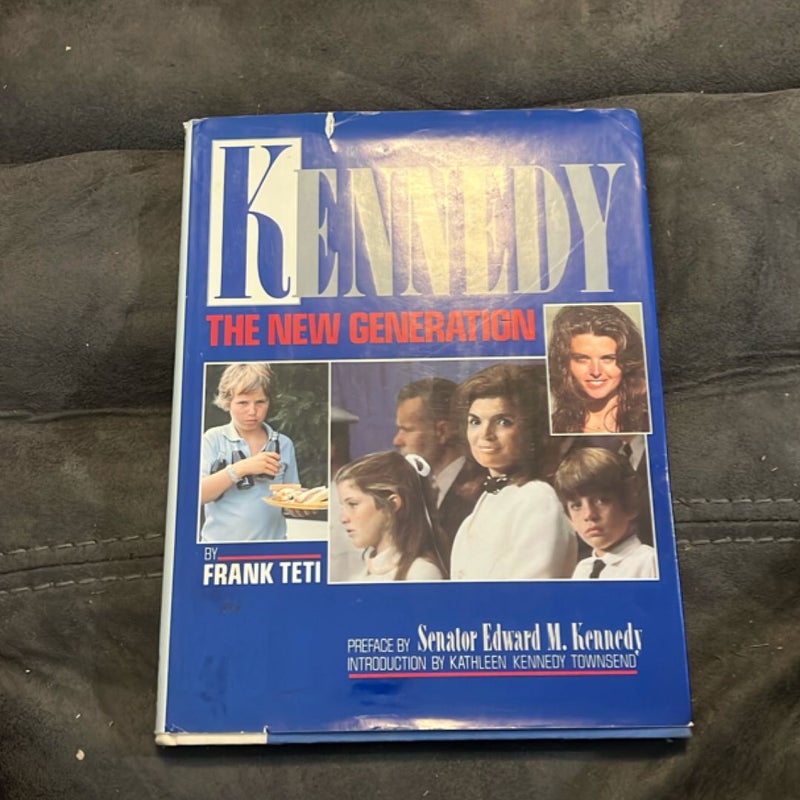 KENNEDY
THE NEW GENERATION
BY
FRANK TETI
PREFACE BY Senator Edward M. Kennedy
INTRODUCTION BY KATHLEEN KENNEDY TOWNSEND